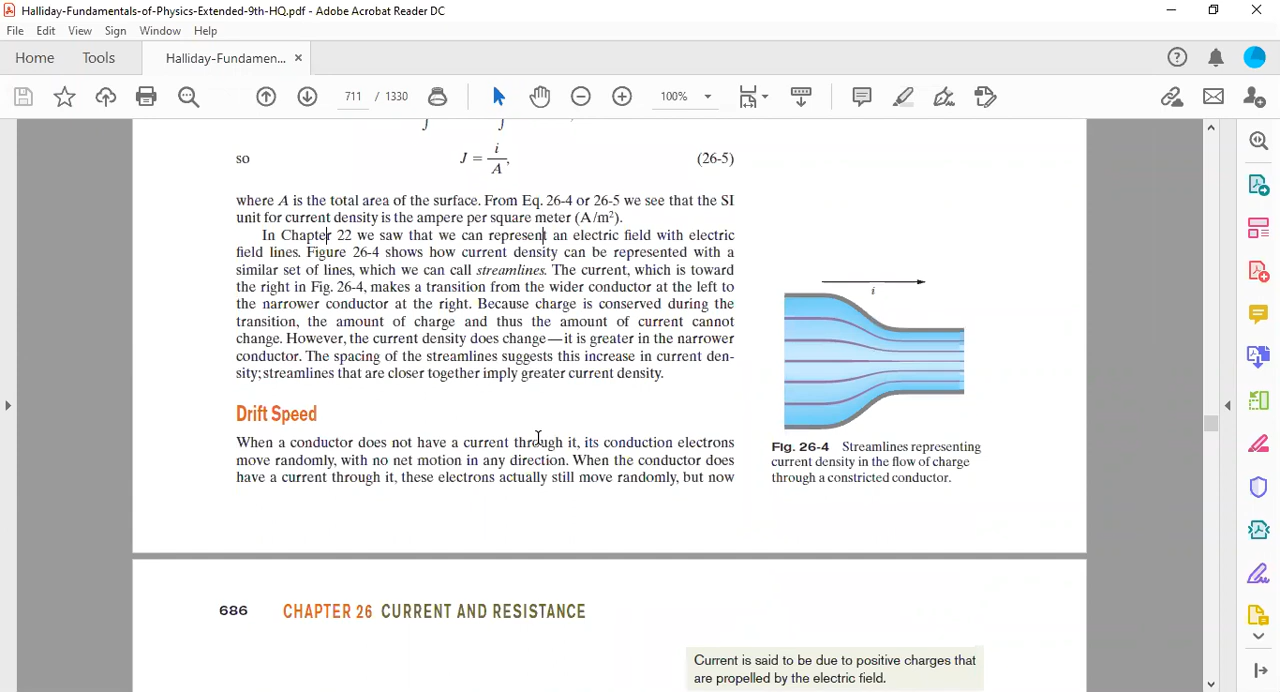 Halliday-Fundamentals-of-Physics-Extended-9th-HQ.pdf - Adobe Acrobat Reader DC
File Edit View Sign Window Help
Home Tools Halliday-Fundamen... ×
711 / 1330 100%
so J = i/A, (26-5)
where A is the total area of the surface. From Eq. 26-4 or 26-5 we see that the SI
unit for current density is the ampere per square meter (A/m²).
In Chapter 22 we saw that we can represent an electric field with electric
field lines. Figure 26-4 shows how current density can be represented with a
similar set of lines, which we can call streamlines. The current, which is toward
the right in Fig. 26-4, makes a transition from the wider conductor at the left to
the narrower conductor at the right. Because charge is conserved during the
transition, the amount of charge and thus the amount of current cannot
change. However, the current density does change—it is greater in the narrower
conductor. The spacing of the streamlines suggests this increase in current den-
sity; streamlines that are closer together imply greater current density.
i
Fig. 26-4 Streamlines representing
current density in the flow of charge
through a constricted conductor.
Drift Speed
When a conductor does not have a current through it, its conduction electrons
move randomly, with no net motion in any direction. When the conductor does
have a current through it, these electrons actually still move randomly, but now
686 CHAPTER 26 CURRENT AND RESISTANCE
Current is said to be due to positive charges that
are propelled by the electric field.